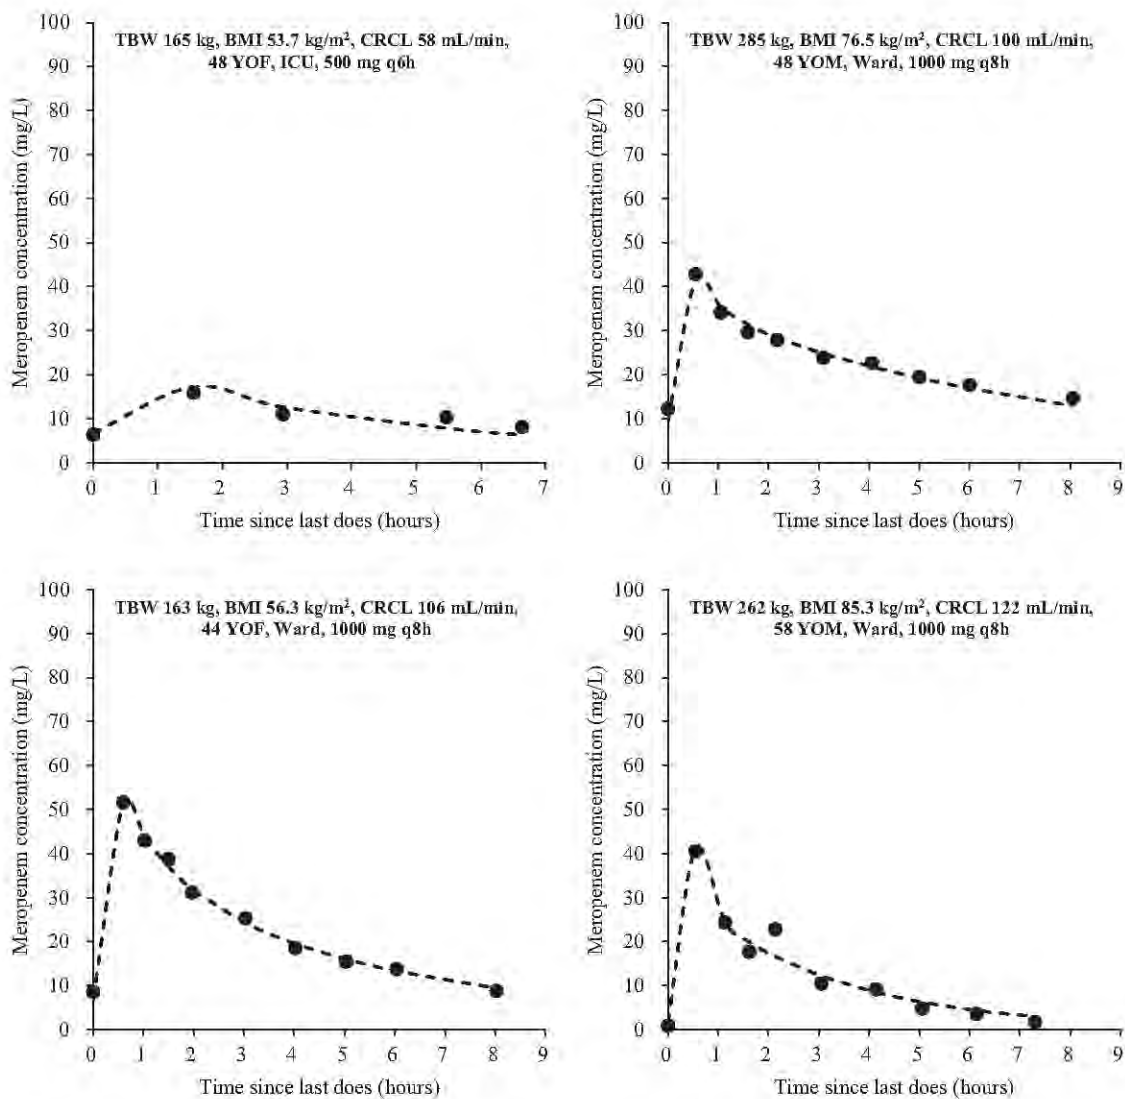 TBW 165 kg, BMI 53.7 kg/m², CRCL 58 mL/min,
48 YOF, ICU, 500 mg q6h
Meropenem concentration (mg/L)
100
90
80
70
60
50
40
30
20
10
0
0 1 2 3 4 5 6 7
Time since last does (hours)
TBW 285 kg, BMI 76.5 kg/m², CRCL 100 mL/min,
48 YOM, Ward, 1000 mg q8h
Meropenem concentration (mg/L)
100
90
80
70
60
50
40
30
20
10
0
0 1 2 3 4 5 6 7 8 9
Time since last does (hours)
TBW 163 kg, BMI 56.3 kg/m², CRCL 106 mL/min,
44 YOF, Ward, 1000 mg q8h
Meropenem concentration (mg/L)
100
90
80
70
60
50
40
30
20
10
0
0 1 2 3 4 5 6 7 8 9
Time since last does (hours)
TBW 262 kg, BMI 85.3 kg/m², CRCL 122 mL/min,
58 YOM, Ward, 1000 mg q8h
Meropenem concentration (mg/L)
100
90
80
70
60
50
40
30
20
10
0
0 1 2 3 4 5 6 7 8 9
Time since last does (hours)